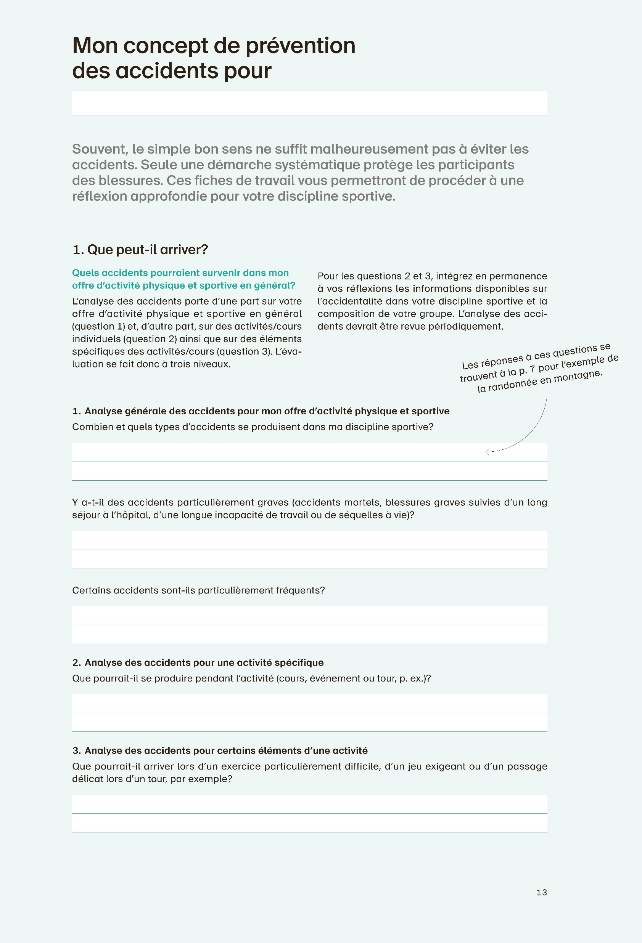 Mon concept de prévention
des accidents pour
Souvent, le simple bon sens ne suffit malheureusement pas à éviter les
accidents. Seule une démarche systématique protège les participants
des blessures. Ces fiches de travail vous permettront de procéder à une
réflexion approfondie pour votre discipline sportive.
1. Que peut-il arriver?
Quels accidents pourraient survenir dans mon
offre d’activité physique et sportive en général?
L’analyse des accidents porte d’une part sur votre
offre d’activité physique et sportive en général
(question 1) et, d’autre part, sur des activités/cours
individuels (question 2) ainsi que sur des éléments
spécifiques des activités/cours (question 3). L’éva-
luation se fait donc à trois niveaux.
Pour les questions 2 et 3, intégrez en permanence
à vos réflexions les informations disponibles sur
l’accidentalité dans votre discipline sportive et la
composition de votre groupe. L’analyse des acci-
dents devrait être revue périodiquement.
Les réponses à ces questions se
trouvent à la p. 7 pour l’exemple de
la randonnée en montagne.
1. Analyse générale des accidents pour mon offre d’activité physique et sportive
Combien et quels types d’accidents se produisent dans ma discipline sportive?
Y a-t-il des accidents particulièrement graves (accidents mortels, blessures graves suivies d’un long
séjour à l’hôpital, d’une longue incapacité de travail ou de séquelles à vie)?
Certains accidents sont-ils particulièrement fréquents?
2. Analyse des accidents pour une activité spécifique
Que pourrait-il se produire pendant l’activité (cours, événement ou tour, p. ex.)?
3. Analyse des accidents pour certains éléments d’une activité
Que pourrait-il arriver lors d’un exercice particulièrement difficile, d’un jeu exigeant ou d’un passage
délicat lors d’un tour, par exemple?
13